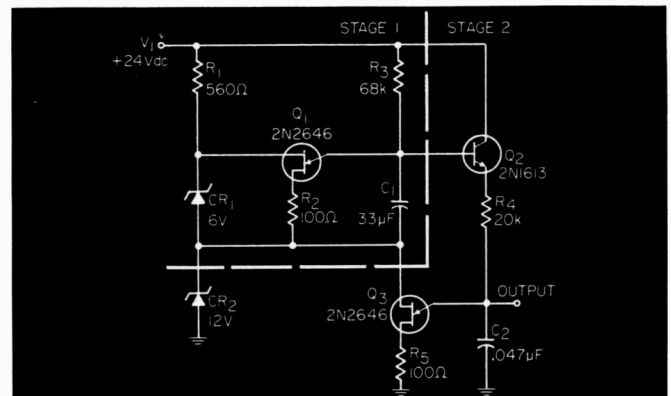 STAGE 1
STAGE 2
V1
+24Vdc
R1
560Ω
R3
68k
Q1
2N2646
Q2
2N1613
CR1
6V
R2
100Ω
C1
33µF
R4
20k
CR2
12V
Q3
2N2646
OUTPUT
R5
100Ω
C2
.047µF